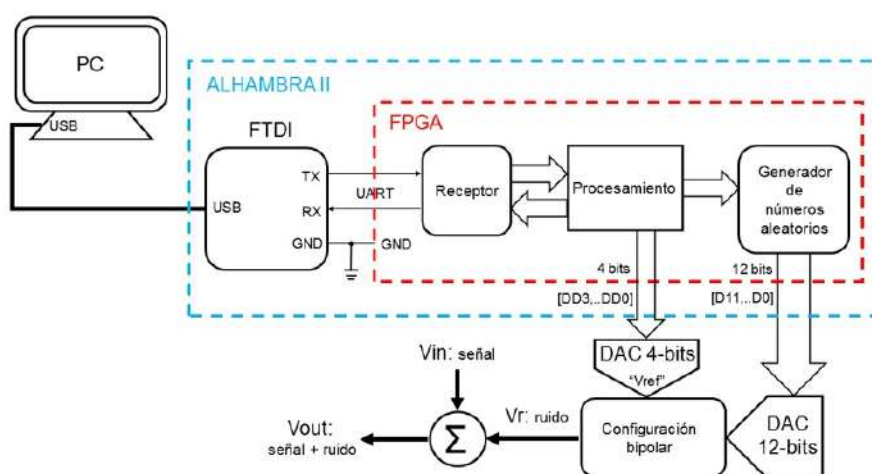 PC
USB
ALHAMBRA II
FTDI
FPGA
TX
UART
RX
USB
GND
GND
Receptor
Procesamiento
Generador
de
números
aleatorios
4 bits
12 bits
[DD3,..DD0]
[D11,...D0]
DAC 4-bits
"Vref"
Vin: señal
Vr: ruido
Vout:
señal + ruido
Σ
Configuración
bipolar
DAC
12-bits